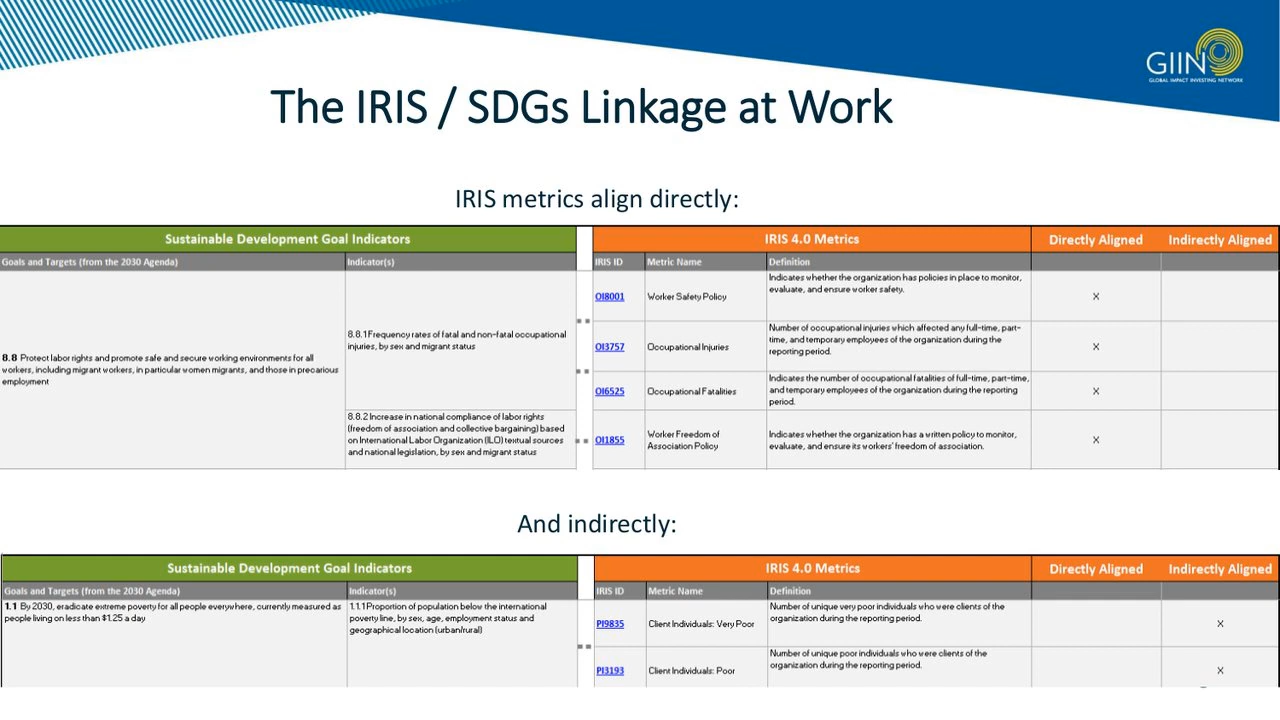 GIIN
GLOBAL IMPACT INVESTING NETWORK
The IRIS / SDGs Linkage at Work
IRIS metrics align directly:
Sustainable Development Goal Indicators
IRIS 4.0 Metrics
Directly Aligned
Indirectly Aligned
Goals and Targets (from the 2030 Agenda)
Indicator(s)
IRIS ID
Metric Name
Definition
8.8 Protect labor rights and promote safe and secure working environments for all
workers, including migrant workers, in particular women migrants, and those in precarious
employment
8.8.1 Frequency rates of fatal and non-fatal occupational
injuries, by sex and migrant status
OI8001
Worker Safety Policy
Indicates whether the organization has policies in place to monitor,
evaluate, and ensure worker safety.
X
OI3757
Occupational Injuries
Number of occupational injuries which affected any full-time, part-
time, and temporary employees of the organization during the
reporting period.
X
OI6525
Occupational Fatalities
Indicates the number of occupational fatalities of full-time, part-time,
and temporary employees of the organization during the reporting
period.
X
8.8.2 Increase in national compliance of labor rights
(freedom of association and collective bargaining) based
on International Labor Organization (ILO) textual sources
and national legislation, by sex and migrant status
OI1855
Worker Freedom of
Association Policy
Indicates whether the organization has a written policy to monitor,
evaluate, and ensure its workers' freedom of association.
X
And indirectly:
Sustainable Development Goal Indicators
IRIS 4.0 Metrics
Directly Aligned
Indirectly Aligned
Goals and Targets (from the 2030 Agenda)
Indicator(s)
IRIS ID
Metric Name
Definition
1.1 By 2030, eradicate extreme poverty for all people everywhere, currently measured as
people living on less than $1.25 a day
1.1.1 Proportion of population below the international
poverty line, by sex, age, employment status and
geographical location (urban/rural)
PI9835
Client Individuals: Very Poor
Number of unique very poor individuals who were clients of the
organization during the reporting period.
X
PI3193
Client Individuals: Poor
Number of unique poor individuals who were clients of the
organization during the reporting period.
X